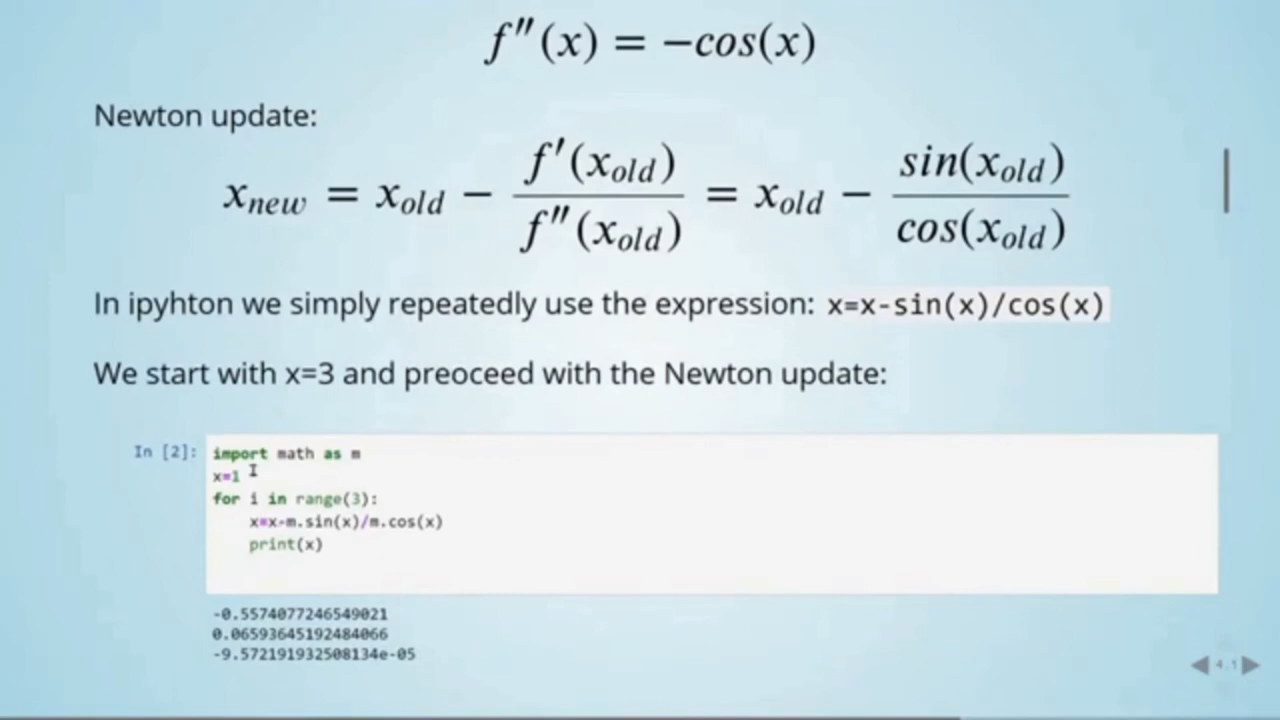 f''(x) = −cos(x)
Newton update:
x_new = x_old − f'(x_old) / f''(x_old) = x_old − sin(x_old) / cos(x_old)
In ipyhton we simply repeatedly use the expression: x=x-sin(x)/cos(x)
We start with x=3 and preoceed with the Newton update:
In [2]: import math as m
x=1
for i in range(3):
    x=x-m.sin(x)/m.cos(x)
    print(x)
-0.5574077246549021
0.06593645192484066
-9.572191932508134e-05
4.1